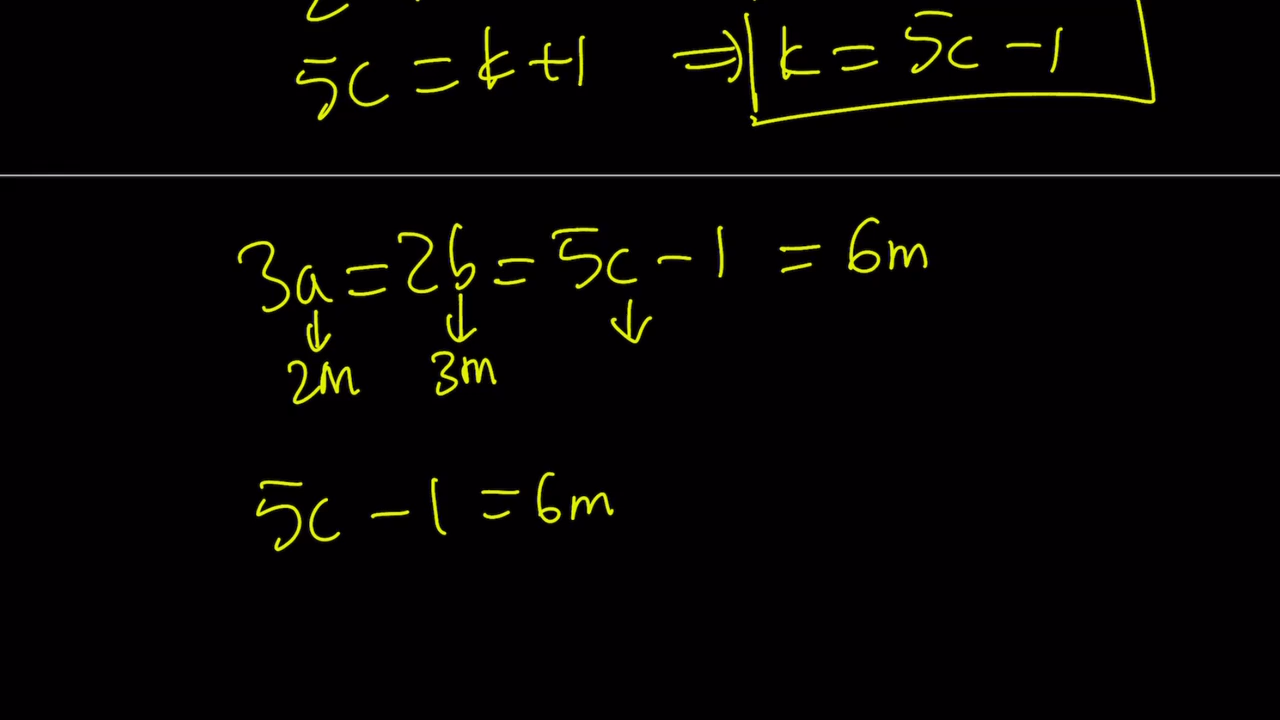 5c = k + 1 ⇒ k = 5c - 1
3a = 2b = 5c - 1 = 6m
↓ ↓ ↓
2m 3m
5c - 1 = 6m